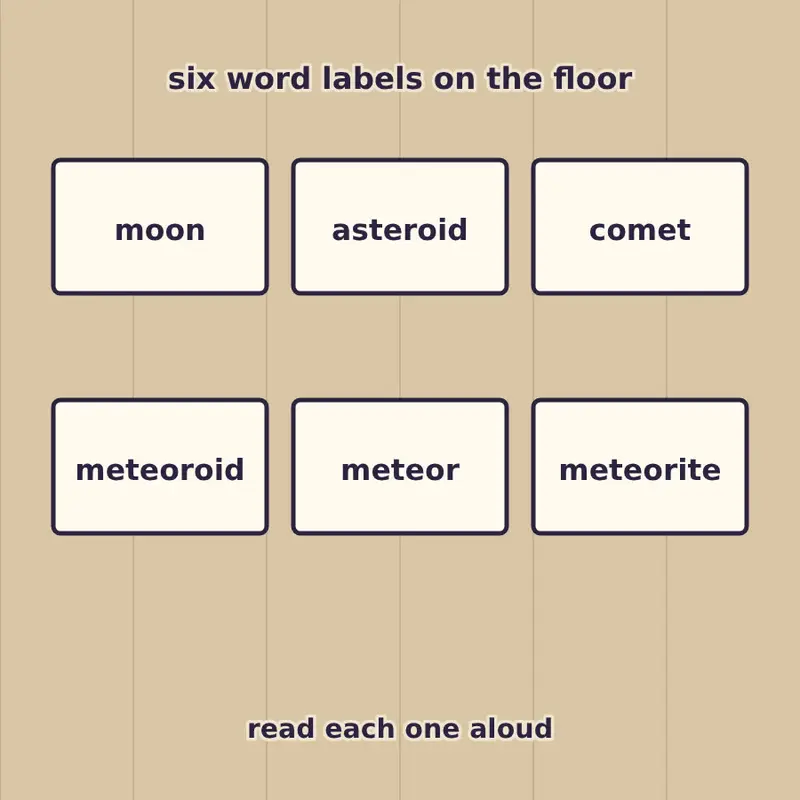 six word labels on the floor
moon
asteroid
comet
meteoroid
meteor
meteorite
read each one aloud